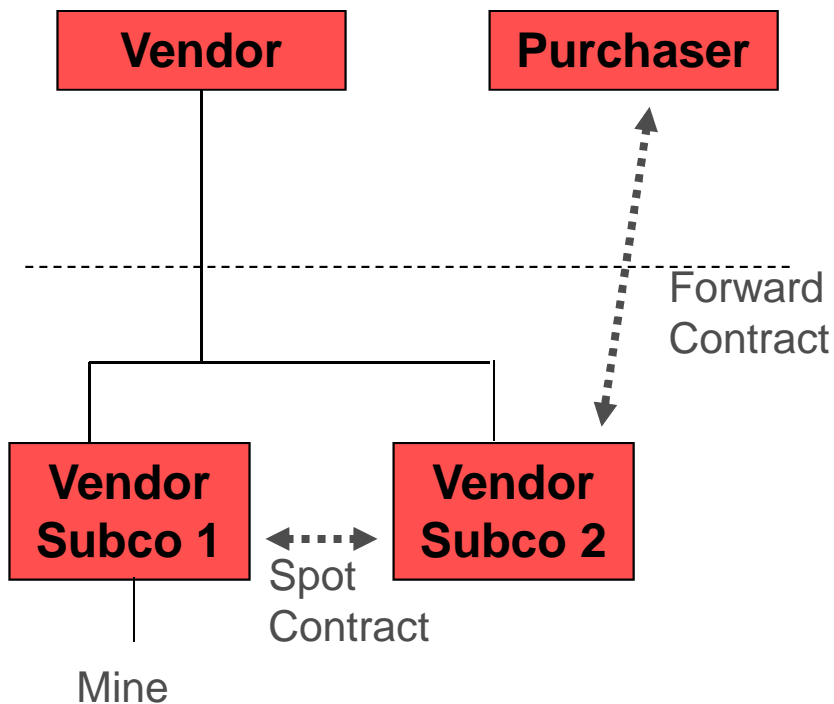 Vendor
Purchaser
Forward
Contract
Vendor
Subco 1
Vendor
Subco 2
Spot
Contract
Mine